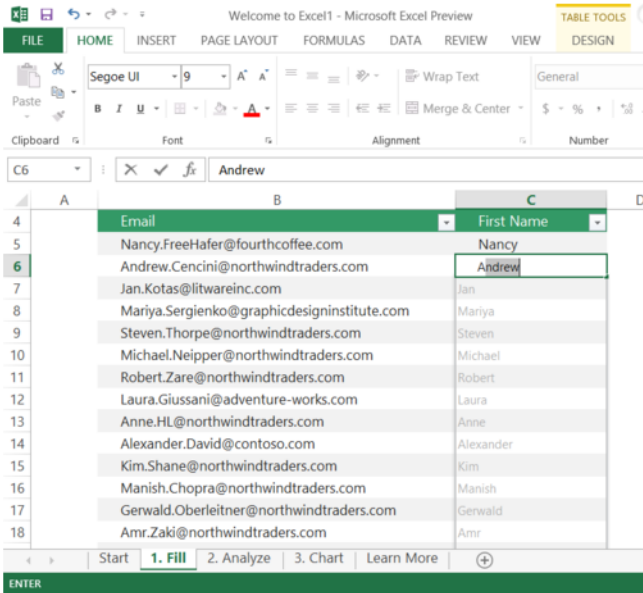 Welcome to Excel1 - Microsoft Excel Preview
TABLE TOOLS
FILE HOME INSERT PAGE LAYOUT FORMULAS DATA REVIEW VIEW DESIGN
Segoe UI 9 A A Wrap Text General
Paste
B I U A Merge & Center $ %
Clipboard Font Alignment Number
C6 fx Andrew
A B C
4 Email First Name
5 Nancy.FreeHafer@fourthcoffee.com Nancy
6 Andrew.Cencini@northwindtraders.com Andrew
7 Jan.Kotas@litwareinc.com Jan
8 Mariya.Sergienko@graphicdesigninstitute.com Mariya
9 Steven.Thorpe@northwindtraders.com Steven
10 Michael.Neipper@northwindtraders.com Michael
11 Robert.Zare@northwindtraders.com Robert
12 Laura.Giussani@adventure-works.com Laura
13 Anne.HL@northwindtraders.com Anne
14 Alexander.David@contoso.com Alexander
15 Kim.Shane@northwindtraders.com Kim
16 Manish.Chopra@northwindtraders.com Manish
17 Gerwald.Oberleitner@northwindtraders.com Gerwald
18 Amr.Zaki@northwindtraders.com Amr
Start 1. Fill 2. Analyze 3. Chart Learn More
ENTER